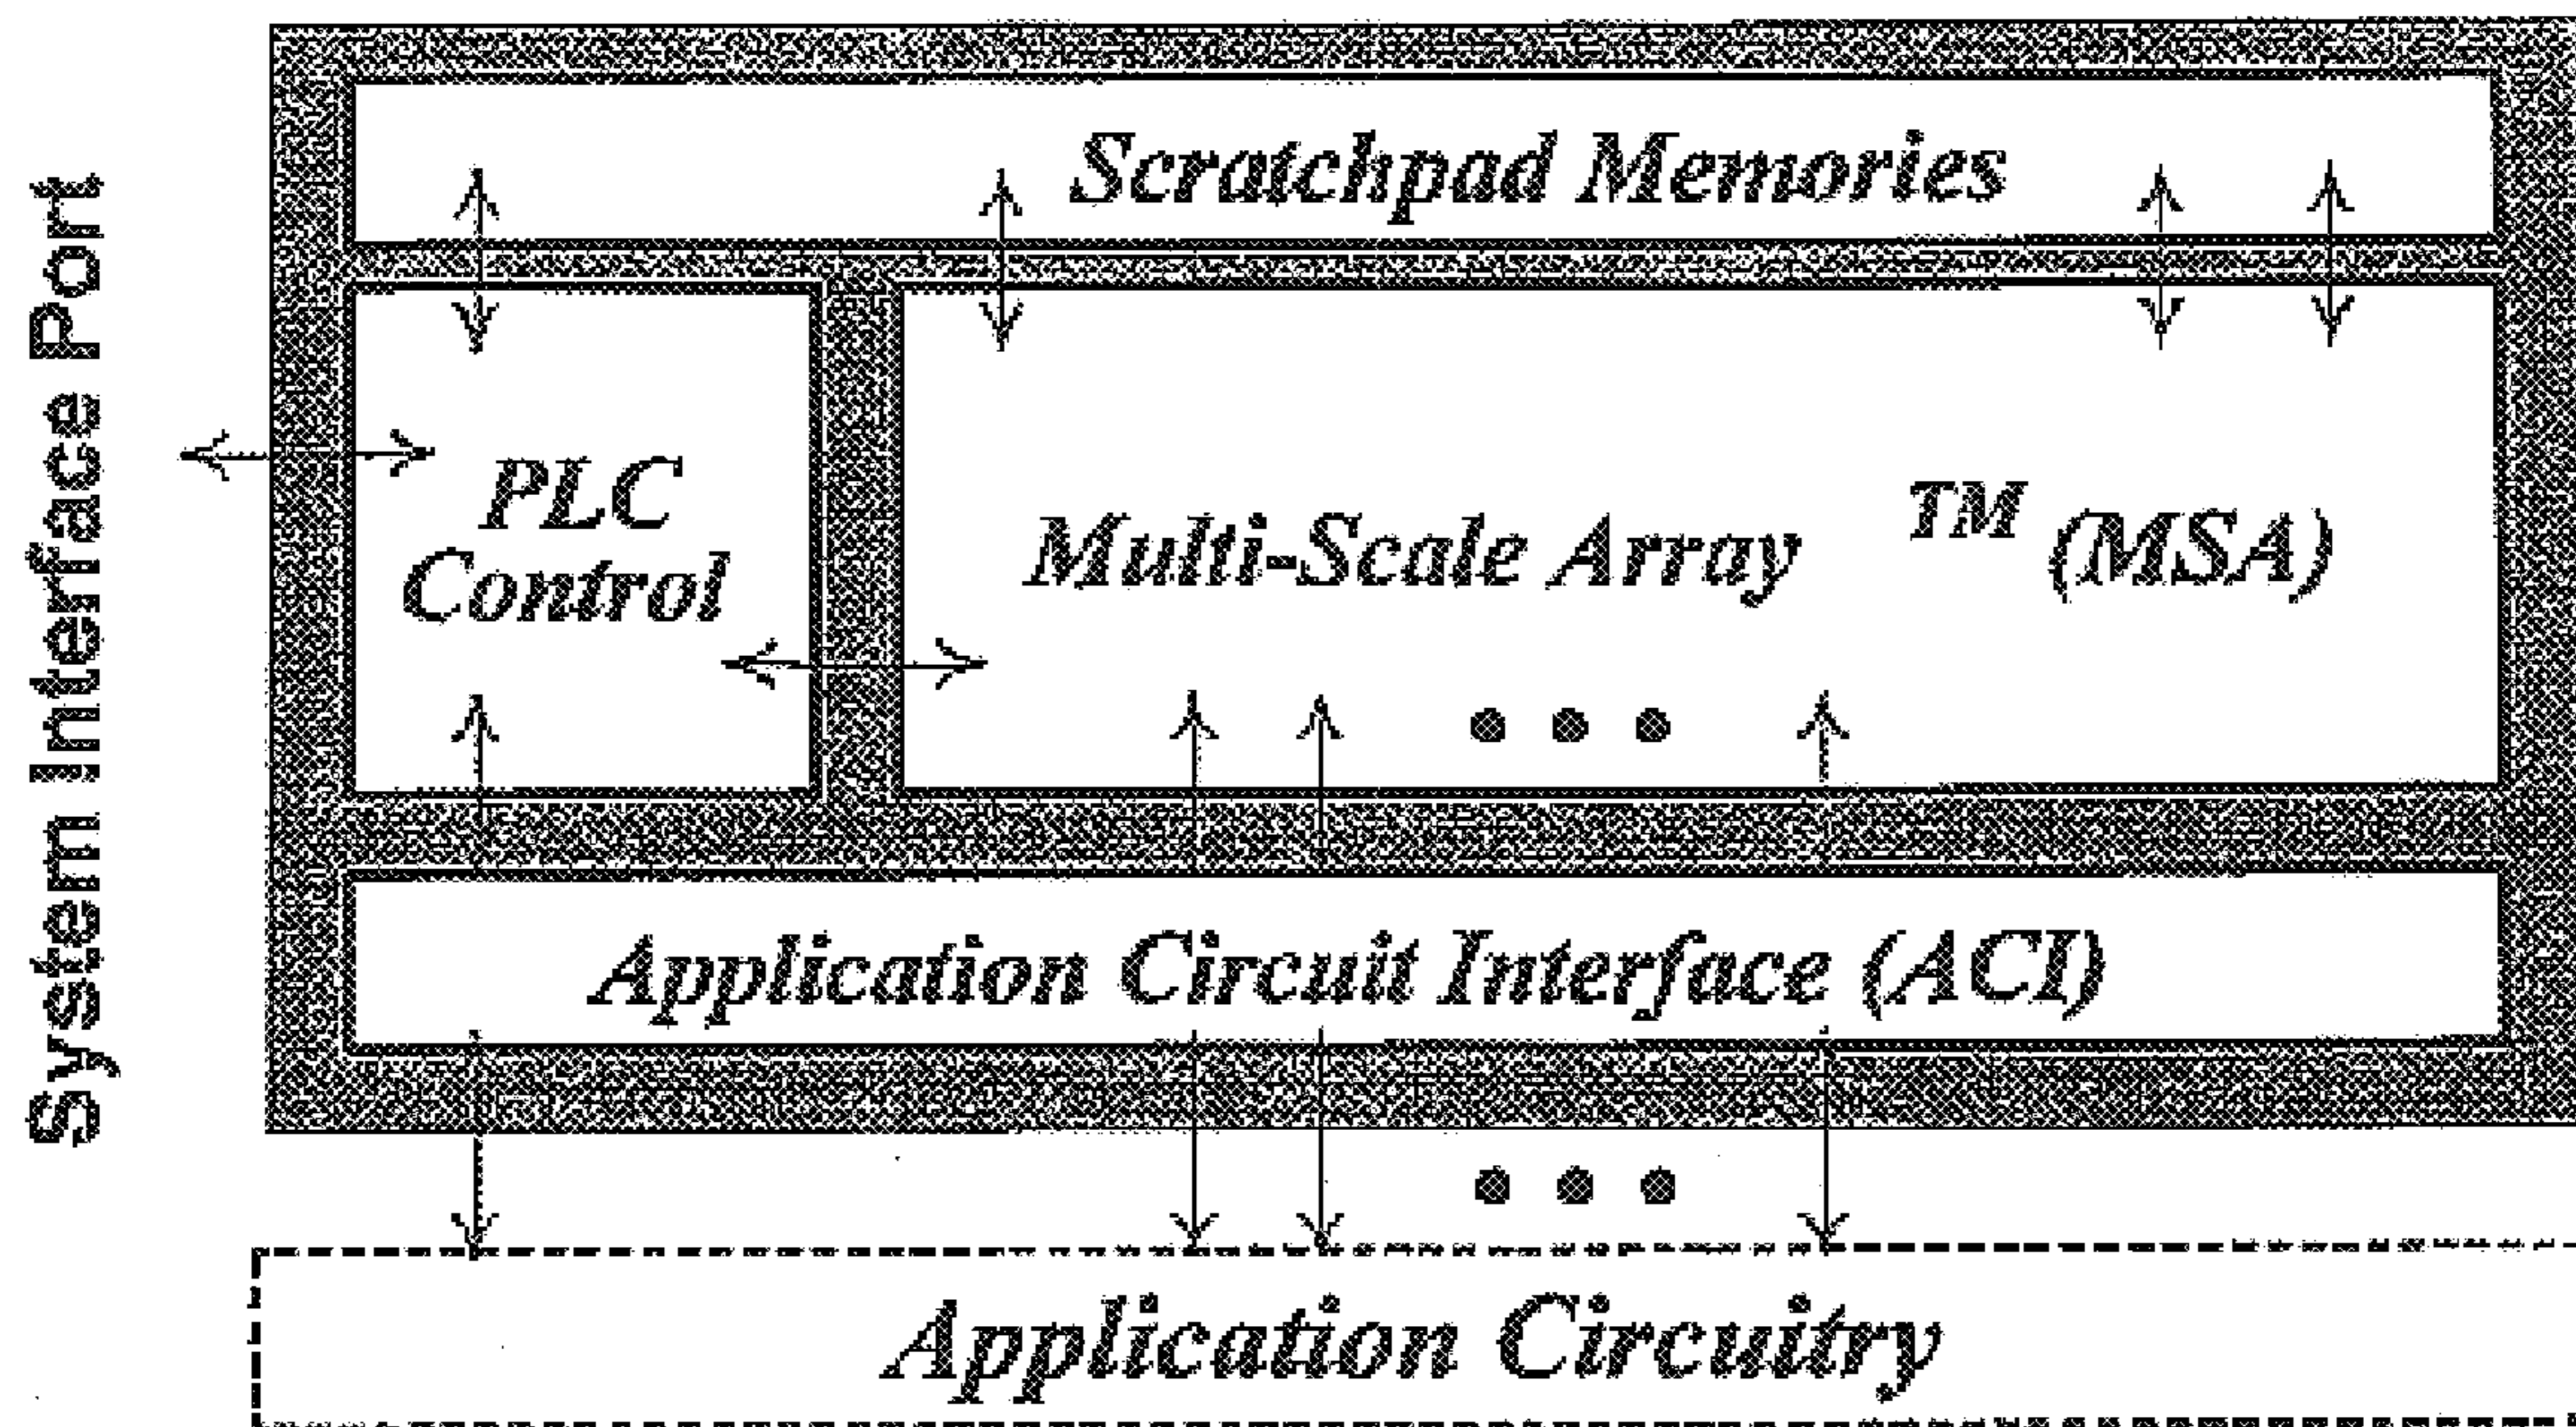 System Interface Port
Scratchpad Memories
PLC
Control
Multi-Scale Array TM (MSA)
Application Circuit Interface (ACI)
Application Circuitry